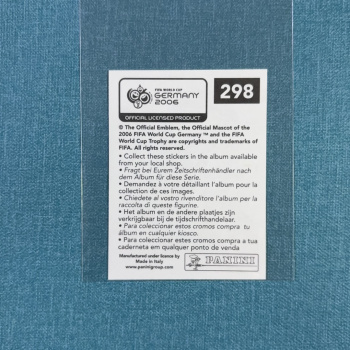 FIFA WORLD CUP
GERMANY
2006
OFFICIAL LICENSED PRODUCT
298
© The Official Emblem, the Official Mascot of the
2006 FIFA World Cup Germany ™ and the FIFA
World Cup Trophy are copyrights and trademarks of
FIFA. All rights reserved.
• Collect these stickers in the album available
from your local shop.
• Fragt bei Eurem Zeitschriftenhändler nach
dem Album für diese Serie.
• Demandez à votre détaillant l'album pour la
collection de ces images.
• Chiedete al vostro rivenditore l'album per la
raccolta di queste figurine.
• Het album en de andere plaatjes zijn
verkrijgbaar bij de tijdschrifthandelaar.
• Para coleccionar estos cromos compra tu
álbum en cualquier kiosco.
• Para coleccionar estes cromos compra a tua
caderneta em qualquer ponto de venda
Manufactured under licence by
Made in Italy
www.paninigroup.com
PANINI